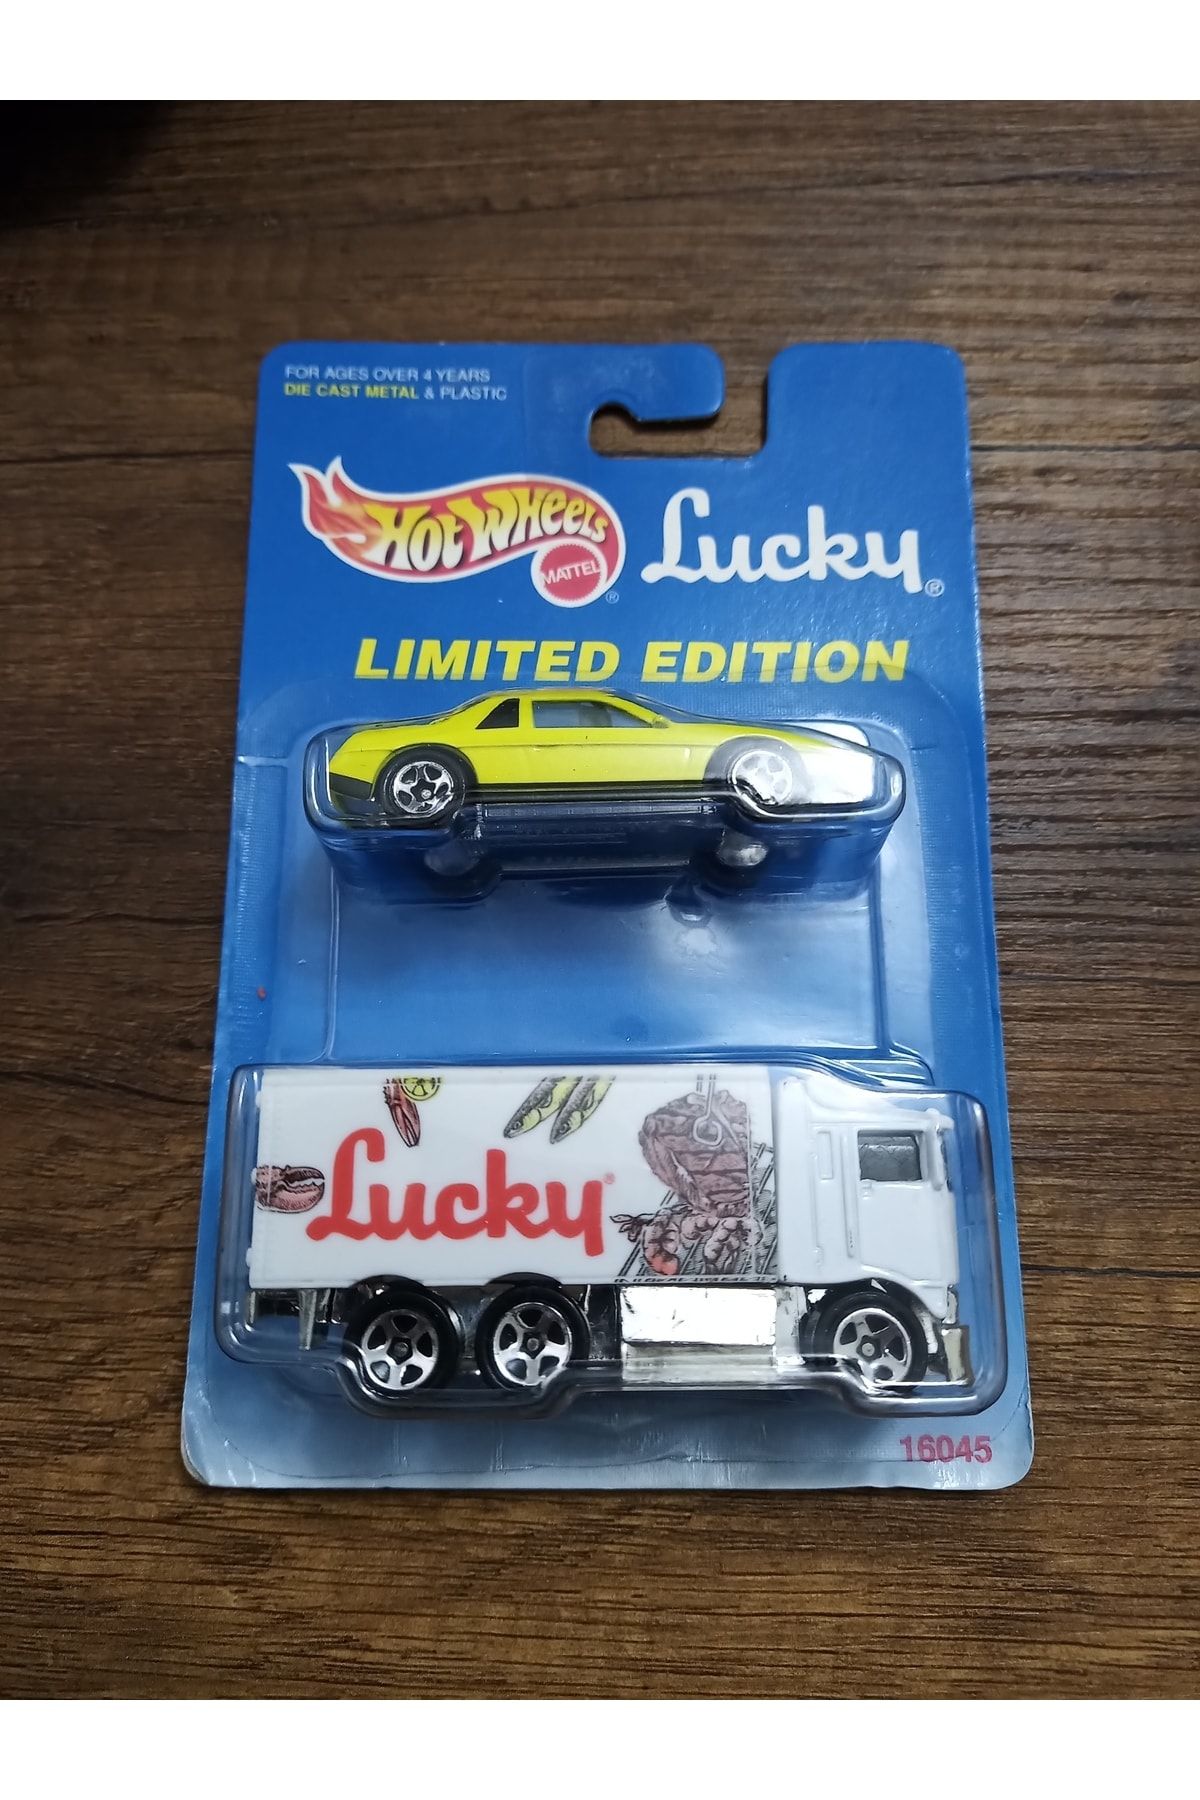 FOR AGES OVER 4 YEARS
DIE CAST METAL & PLASTIC
HOT WHEELS
MATTEL
®
Lucky®
LIMITED EDITION
Lucky®
16045